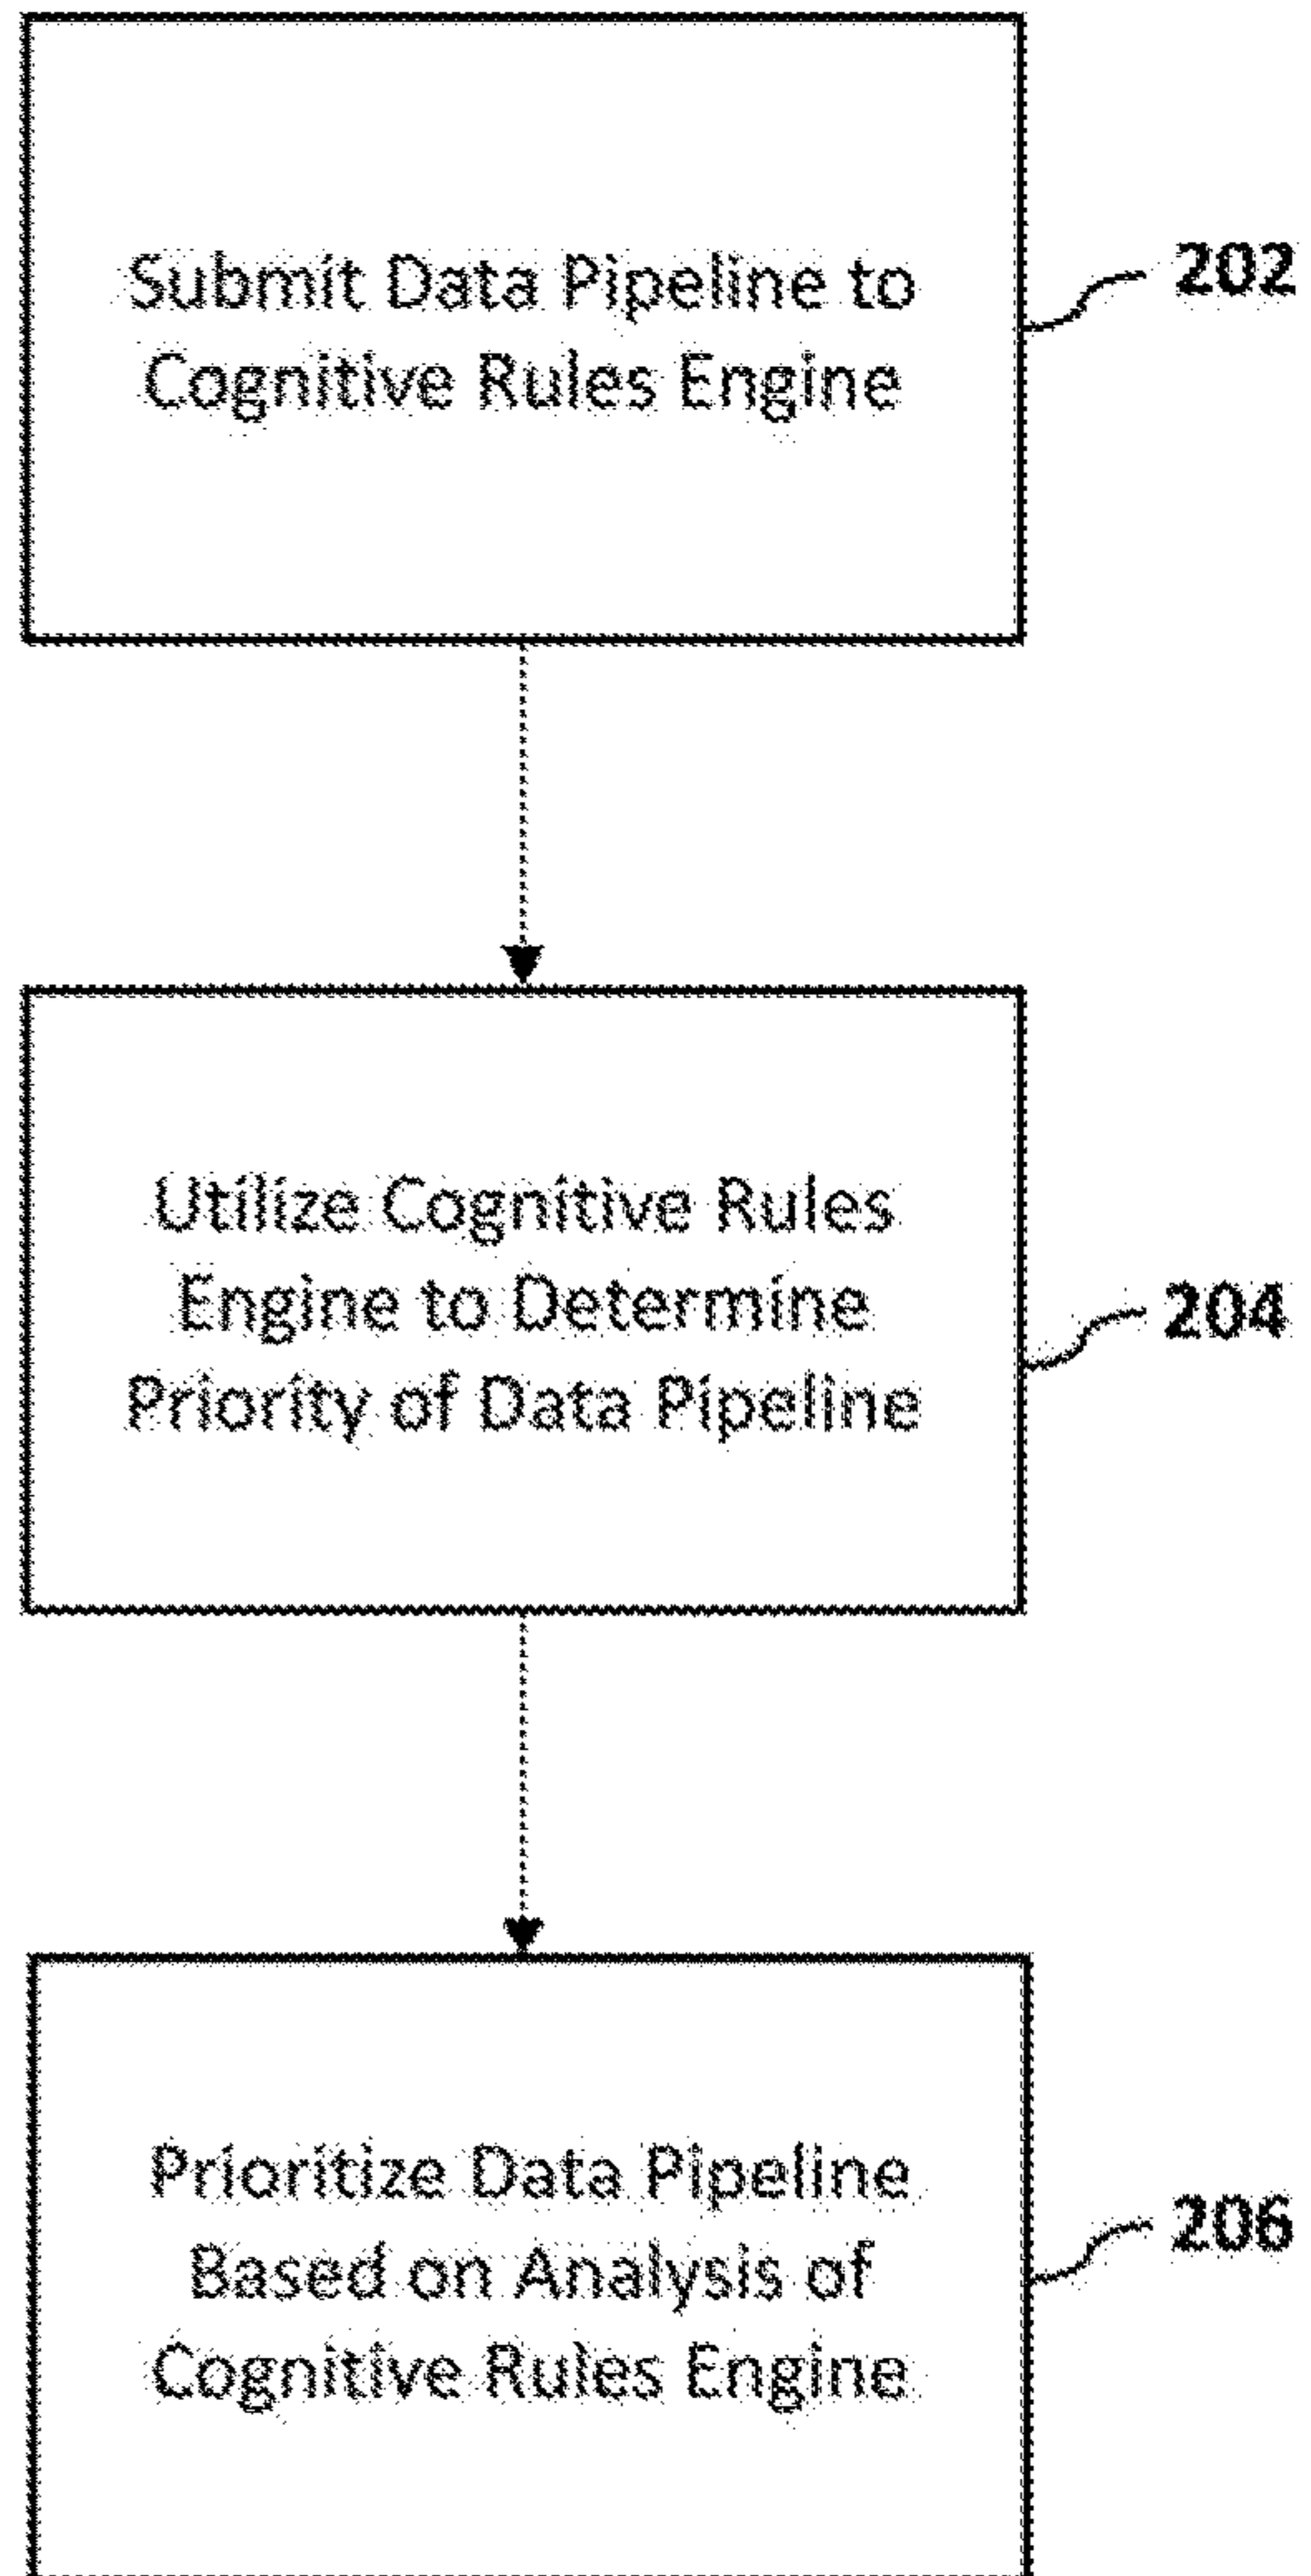 Submit Data Pipeline to
Cognitive Rules Engine
202
Utilize Cognitive Rules
Engine to Determine
Priority of Data Pipeline
204
Prioritize Data Pipeline
Based on Analysis of
Cognitive Rules Engine
206